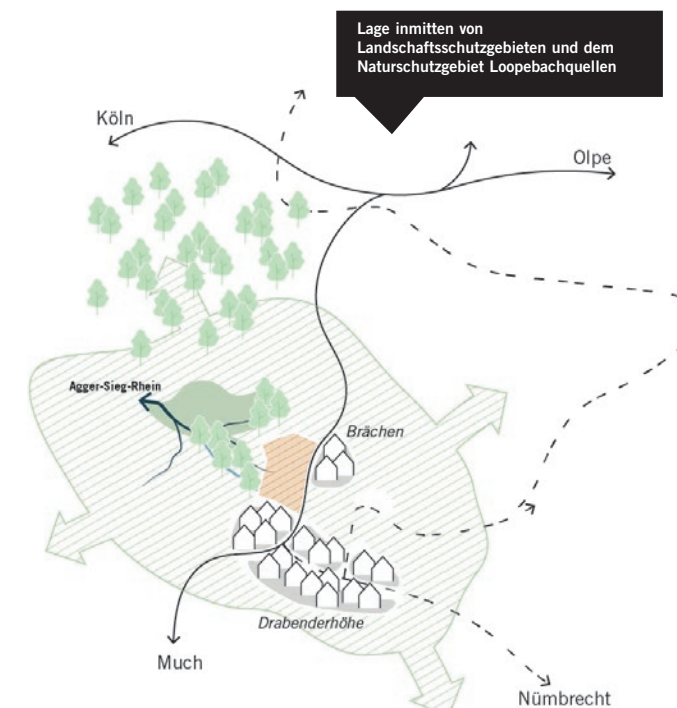 Lage inmitten von
Landschaftsschutzgebieten und dem
Naturschutzgebiet Loopebachquellen
Köln
Olpe
Agger-Sieg-Rhein
Brächen
Drabenderhöhe
Much
Nümbrecht